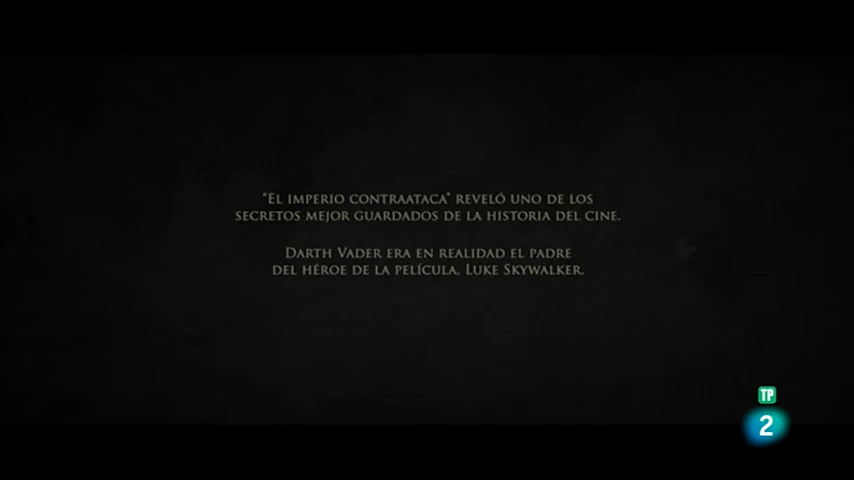 "El imperio contraataca" reveló uno de los
secretos mejor guardados de la historia del cine.
Darth Vader era en realidad el padre
del héroe de la película, Luke Skywalker.
TP
2